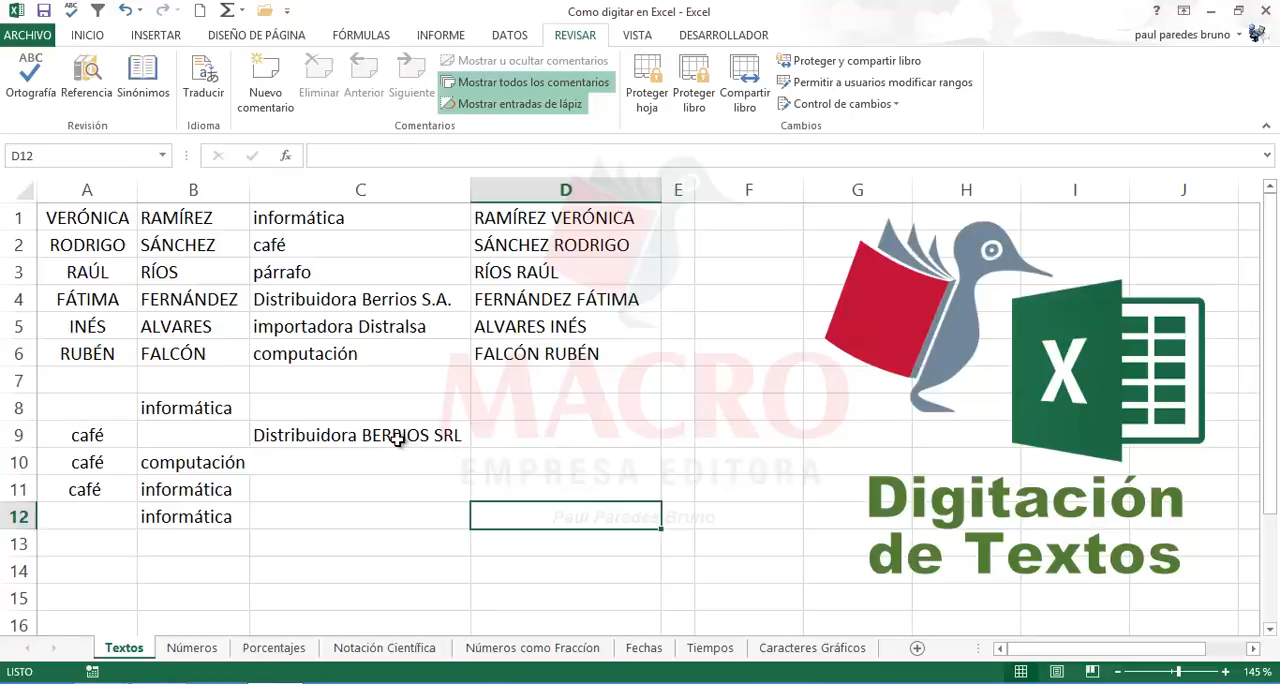 Como digitar en Excel - Excel
ARCHIVO INICIO INSERTAR DISEÑO DE PÁGINA FÓRMULAS INFORME DATOS REVISAR VISTA DESARROLLADOR paul paredes bruno
ABC Ortografía Referencia Sinónimos
Revisión
Traducir
Idioma
Nuevo comentario
Eliminar Anterior Siguiente
Mostrar u ocultar comentarios
Mostrar todos los comentarios
Mostrar entradas de lápiz
Comentarios
Proteger hoja
Proteger libro
Compartir libro
Proteger y compartir libro
Permitir a usuarios modificar rangos
Control de cambios
Cambios
D12 fx
A B C D E F G H I J
1 VERÓNICA RAMÍREZ informática RAMÍREZ VERÓNICA
2 RODRIGO SÁNCHEZ café SÁNCHEZ RODRIGO
3 RAÚL RÍOS párrafo RÍOS RAÚL
4 FÁTIMA FERNÁNDEZ Distribuidora Berrios S.A. FERNÁNDEZ FÁTIMA
5 INÉS ALVARES importadora Distralsa ALVARES INÉS
6 RUBÉN FALCÓN computación FALCÓN RUBÉN
7
8 informática
9 café Distribuidora BERRIOS SRL
10 café computación
11 café informática
12 informática
13
14
15
16
MACRO
EMPRESA EDITORA
Paul Paredes Bruno
X
Digitación
de Textos
Textos Números Porcentajes Notación Científica Números como Fraccíon Fechas Tiempos Caracteres Gráficos
LISTO 145 %